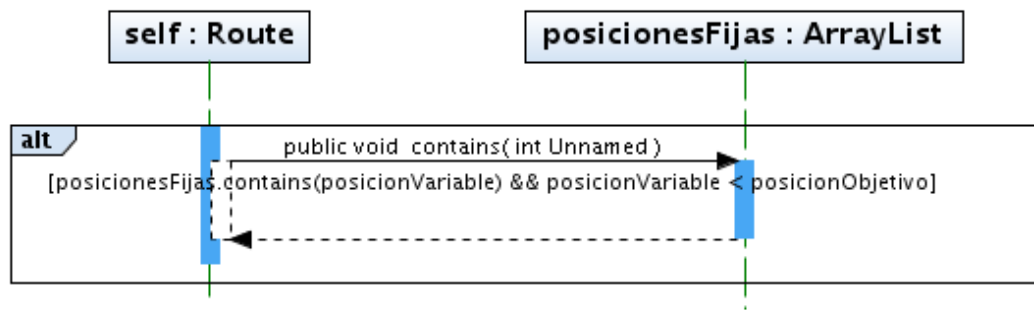 self : Route
posicionesFijas : ArrayList
alt
public void contains( int Unnamed )
[posicionesFijas.contains(posicionVariable) && posicionVariable < posicionObjetivo]